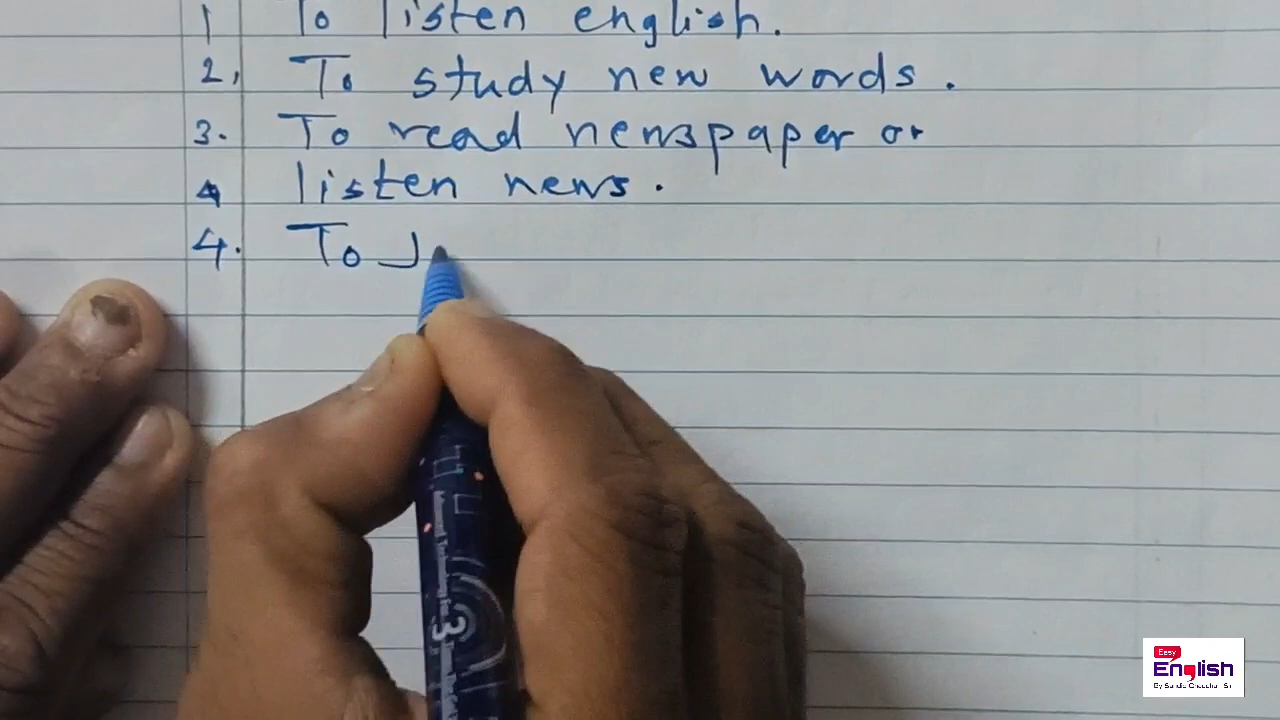 1 To listen english.
2, To study new words.
3. To read newspaper or
4 listen news.
4. To
3
Easy
English